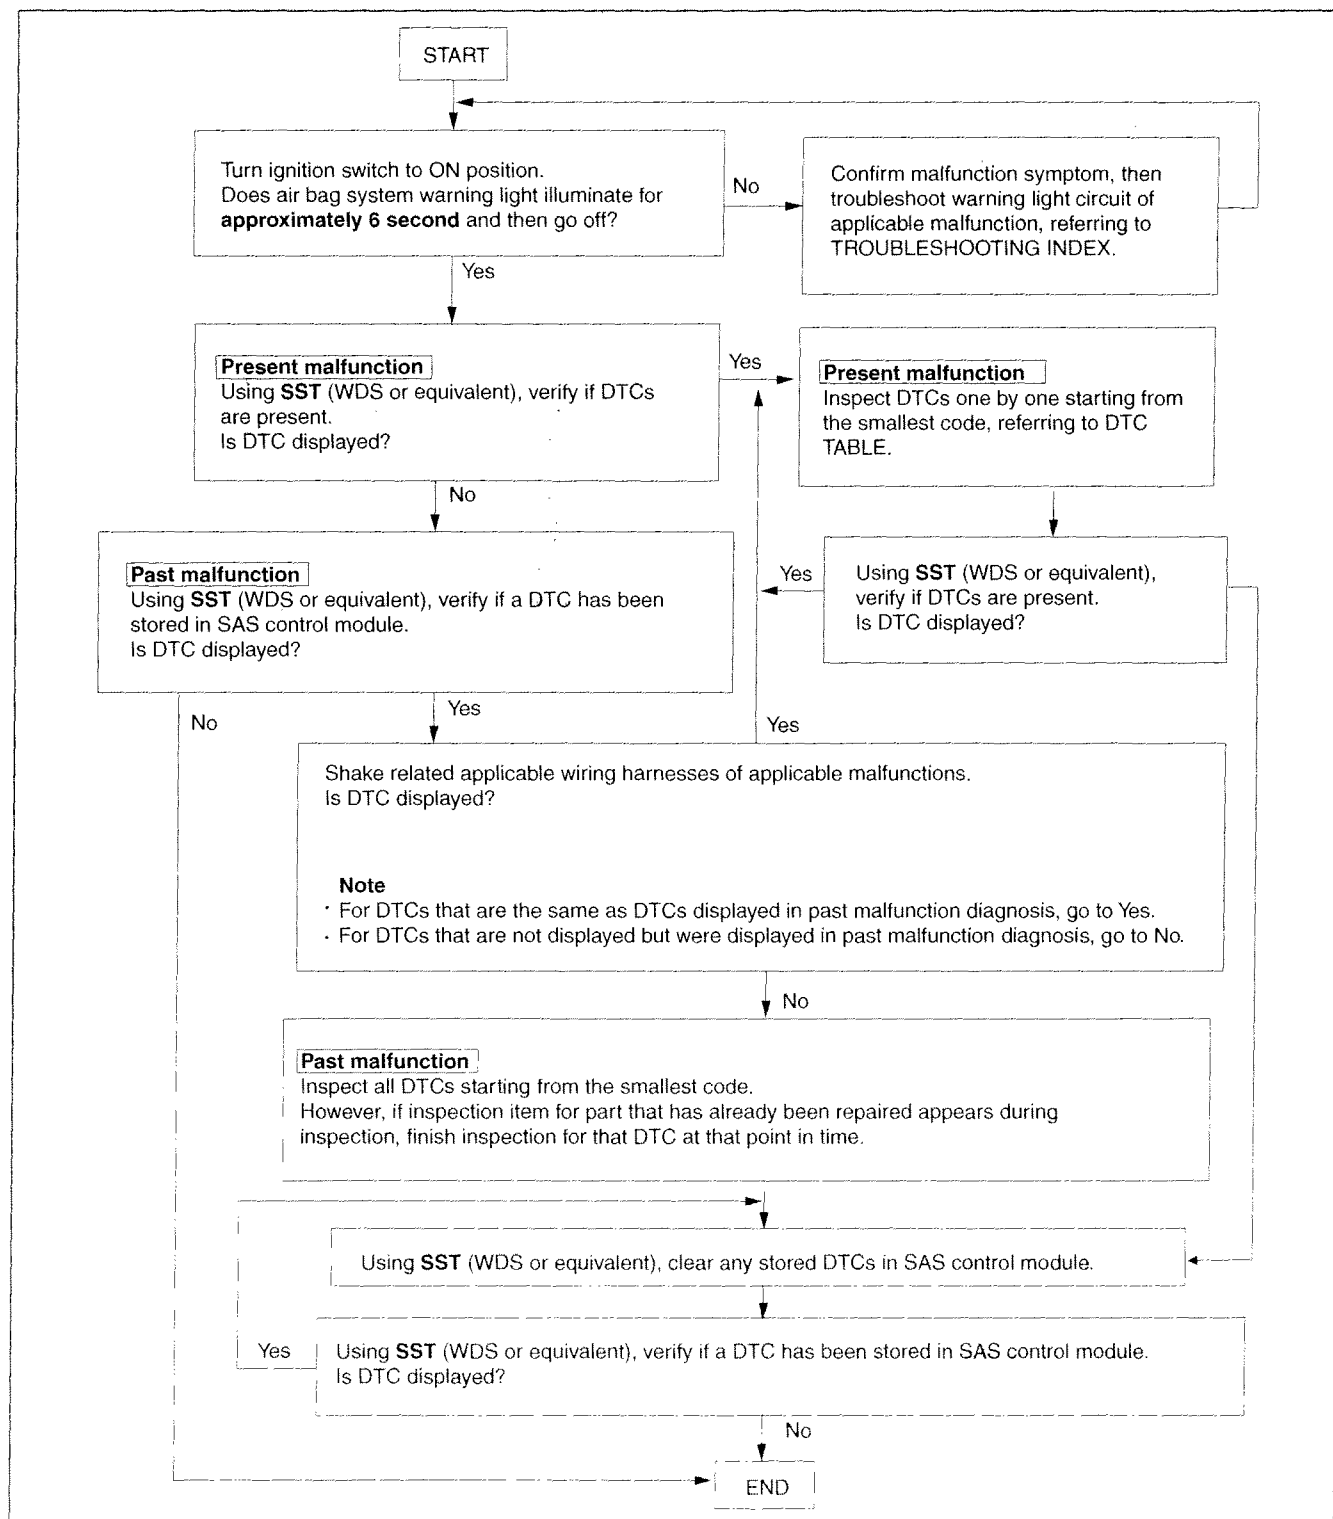 START
Turn ignition switch to ON position.
Does air bag system warning light illuminate for
approximately 6 second and then go off?
No
Confirm malfunction symptom, then
troubleshoot warning light circuit of
applicable malfunction, referring to
TROUBLESHOOTING INDEX.
Yes
Present malfunction
Using SST (WDS or equivalent), verify if DTCs
are present.
Is DTC displayed?
Yes
Present malfunction
Inspect DTCs one by one starting from
the smallest code, referring to DTC
TABLE.
No
Past malfunction
Using SST (WDS or equivalent), verify if a DTC has been
stored in SAS control module.
Is DTC displayed?
Yes
Using SST (WDS or equivalent),
verify if DTCs are present.
Is DTC displayed?
No
Yes
Yes
Shake related applicable wiring harnesses of applicable malfunctions.
Is DTC displayed?
Note
· For DTCs that are the same as DTCs displayed in past malfunction diagnosis, go to Yes.
· For DTCs that are not displayed but were displayed in past malfunction diagnosis, go to No.
No
Past malfunction
Inspect all DTCs starting from the smallest code.
However, if inspection item for part that has already been repaired appears during
inspection, finish inspection for that DTC at that point in time.
Using SST (WDS or equivalent), clear any stored DTCs in SAS control module.
Yes
Using SST (WDS or equivalent), verify if a DTC has been stored in SAS control module.
Is DTC displayed?
No
END